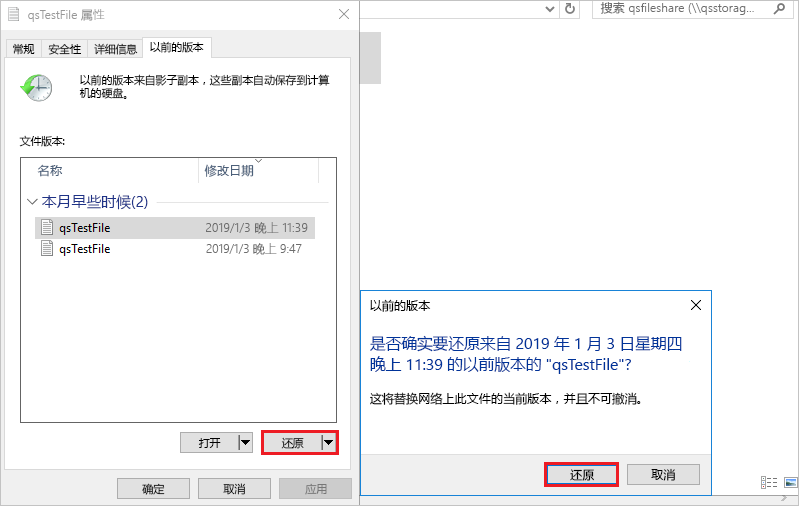 qsTestFile 属性
搜索 qsfileshare (\\qsstorag...
常规 安全性 详细信息 以前的版本
以前的版本来自影子副本，这些副本自动保存到计算
机的硬盘。
文件版本:
名称 修改日期
本月早些时候(2)
qsTestFile 2019/1/3 晚上 11:39
qsTestFile 2019/1/3 晚上 9:47
打开 还原
确定 取消 应用
以前的版本
是否确实要还原来自 2019 年 1 月 3 日星期四
晚上 11:39 的以前版本的 "qsTestFile"?
这将替换网络上此文件的当前版本，并且不可撤消。
还原 取消